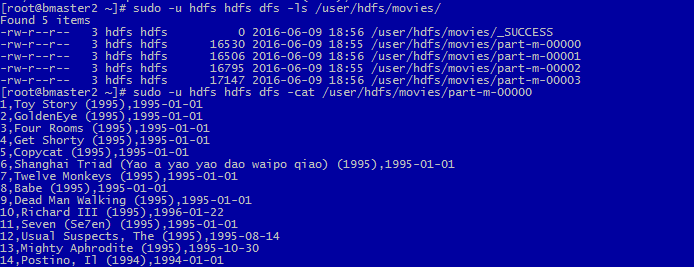 [root@bmaster2 ~]# sudo -u hdfs hdfs dfs -ls /user/hdfs/movies/
Found 5 items
-rw-r--r--   3 hdfs hdfs          0 2016-06-09 18:56 /user/hdfs/movies/_SUCCESS
-rw-r--r--   3 hdfs hdfs      16530 2016-06-09 18:55 /user/hdfs/movies/part-m-00000
-rw-r--r--   3 hdfs hdfs      16506 2016-06-09 18:56 /user/hdfs/movies/part-m-00001
-rw-r--r--   3 hdfs hdfs      16795 2016-06-09 18:55 /user/hdfs/movies/part-m-00002
-rw-r--r--   3 hdfs hdfs      17147 2016-06-09 18:56 /user/hdfs/movies/part-m-00003
[root@bmaster2 ~]# sudo -u hdfs hdfs dfs -cat /user/hdfs/movies/part-m-00000
1,Toy Story (1995),1995-01-01
2,GoldenEye (1995),1995-01-01
3,Four Rooms (1995),1995-01-01
4,Get Shorty (1995),1995-01-01
5,Copycat (1995),1995-01-01
6,Shanghai Triad (Yao a yao yao dao waipo qiao) (1995),1995-01-01
7,Twelve Monkeys (1995),1995-01-01
8,Babe (1995),1995-01-01
9,Dead Man Walking (1995),1995-01-01
10,Richard III (1995),1996-01-22
11,Seven (Se7en) (1995),1995-01-01
12,Usual Suspects, The (1995),1995-08-14
13,Mighty Aphrodite (1995),1995-10-30
14,Postino, Il (1994),1994-01-01